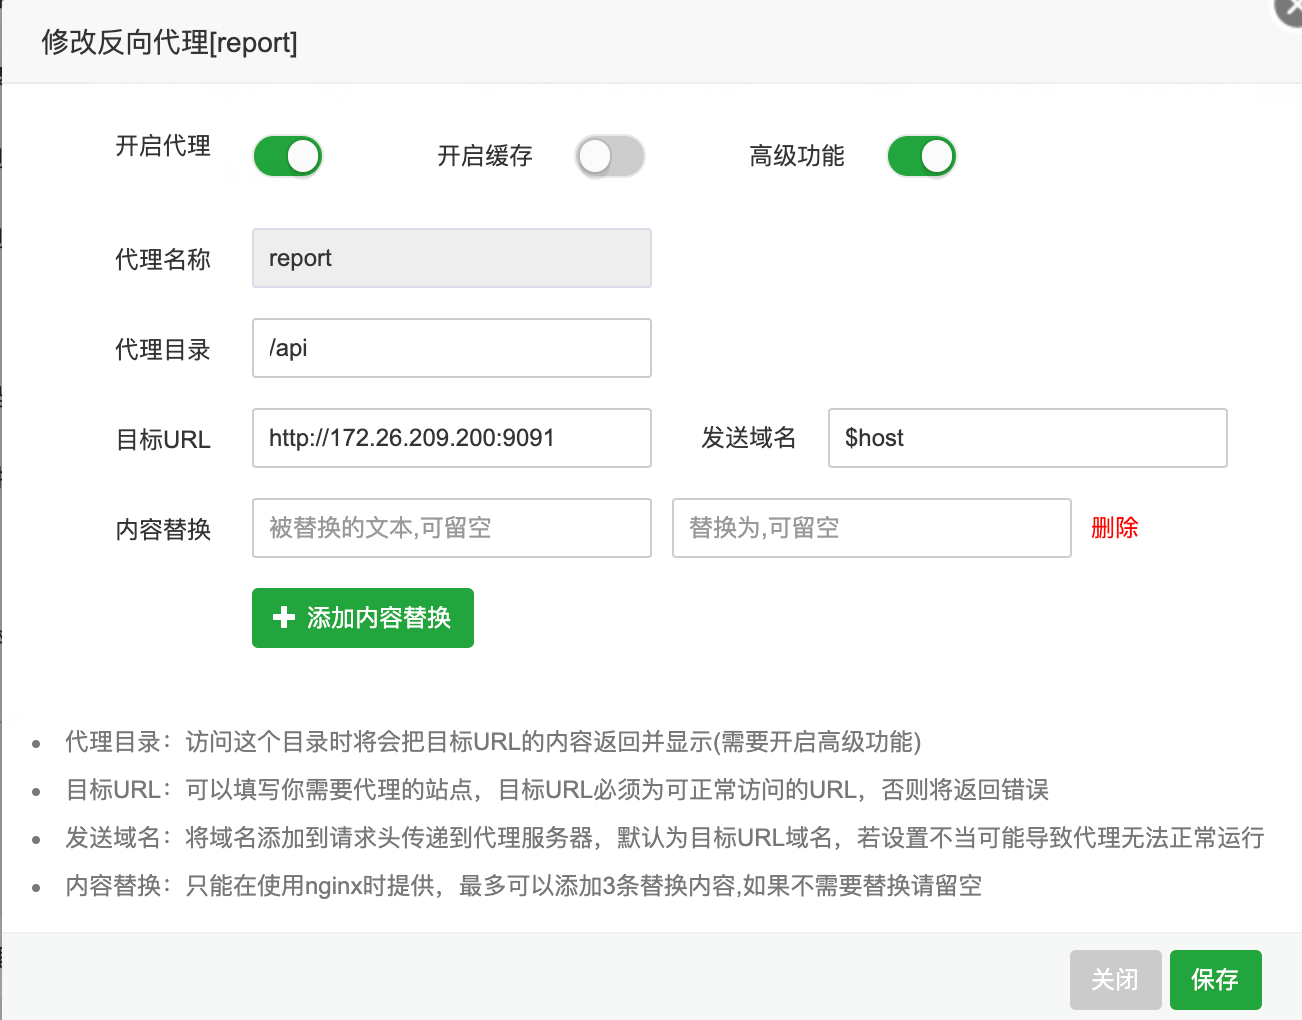 修改反向代理[report]
开启代理 开启缓存 高级功能
代理名称 report
代理目录 /api
目标URL http://172.26.209.200:9091 发送域名 $host
内容替换 被替换的文本,可留空 替换为,可留空 删除
添加内容替换
代理目录：访问这个目录时将会把目标URL的内容返回并显示(需要开启高级功能)
目标URL：可以填写你需要代理的站点，目标URL必须为可正常访问的URL，否则将返回错误
发送域名：将域名添加到请求头传递到代理服务器，默认为目标URL域名，若设置不当可能导致代理无法正常运行
内容替换：只能在使用nginx时提供，最多可以添加3条替换内容,如果不需要替换请留空
关闭 保存